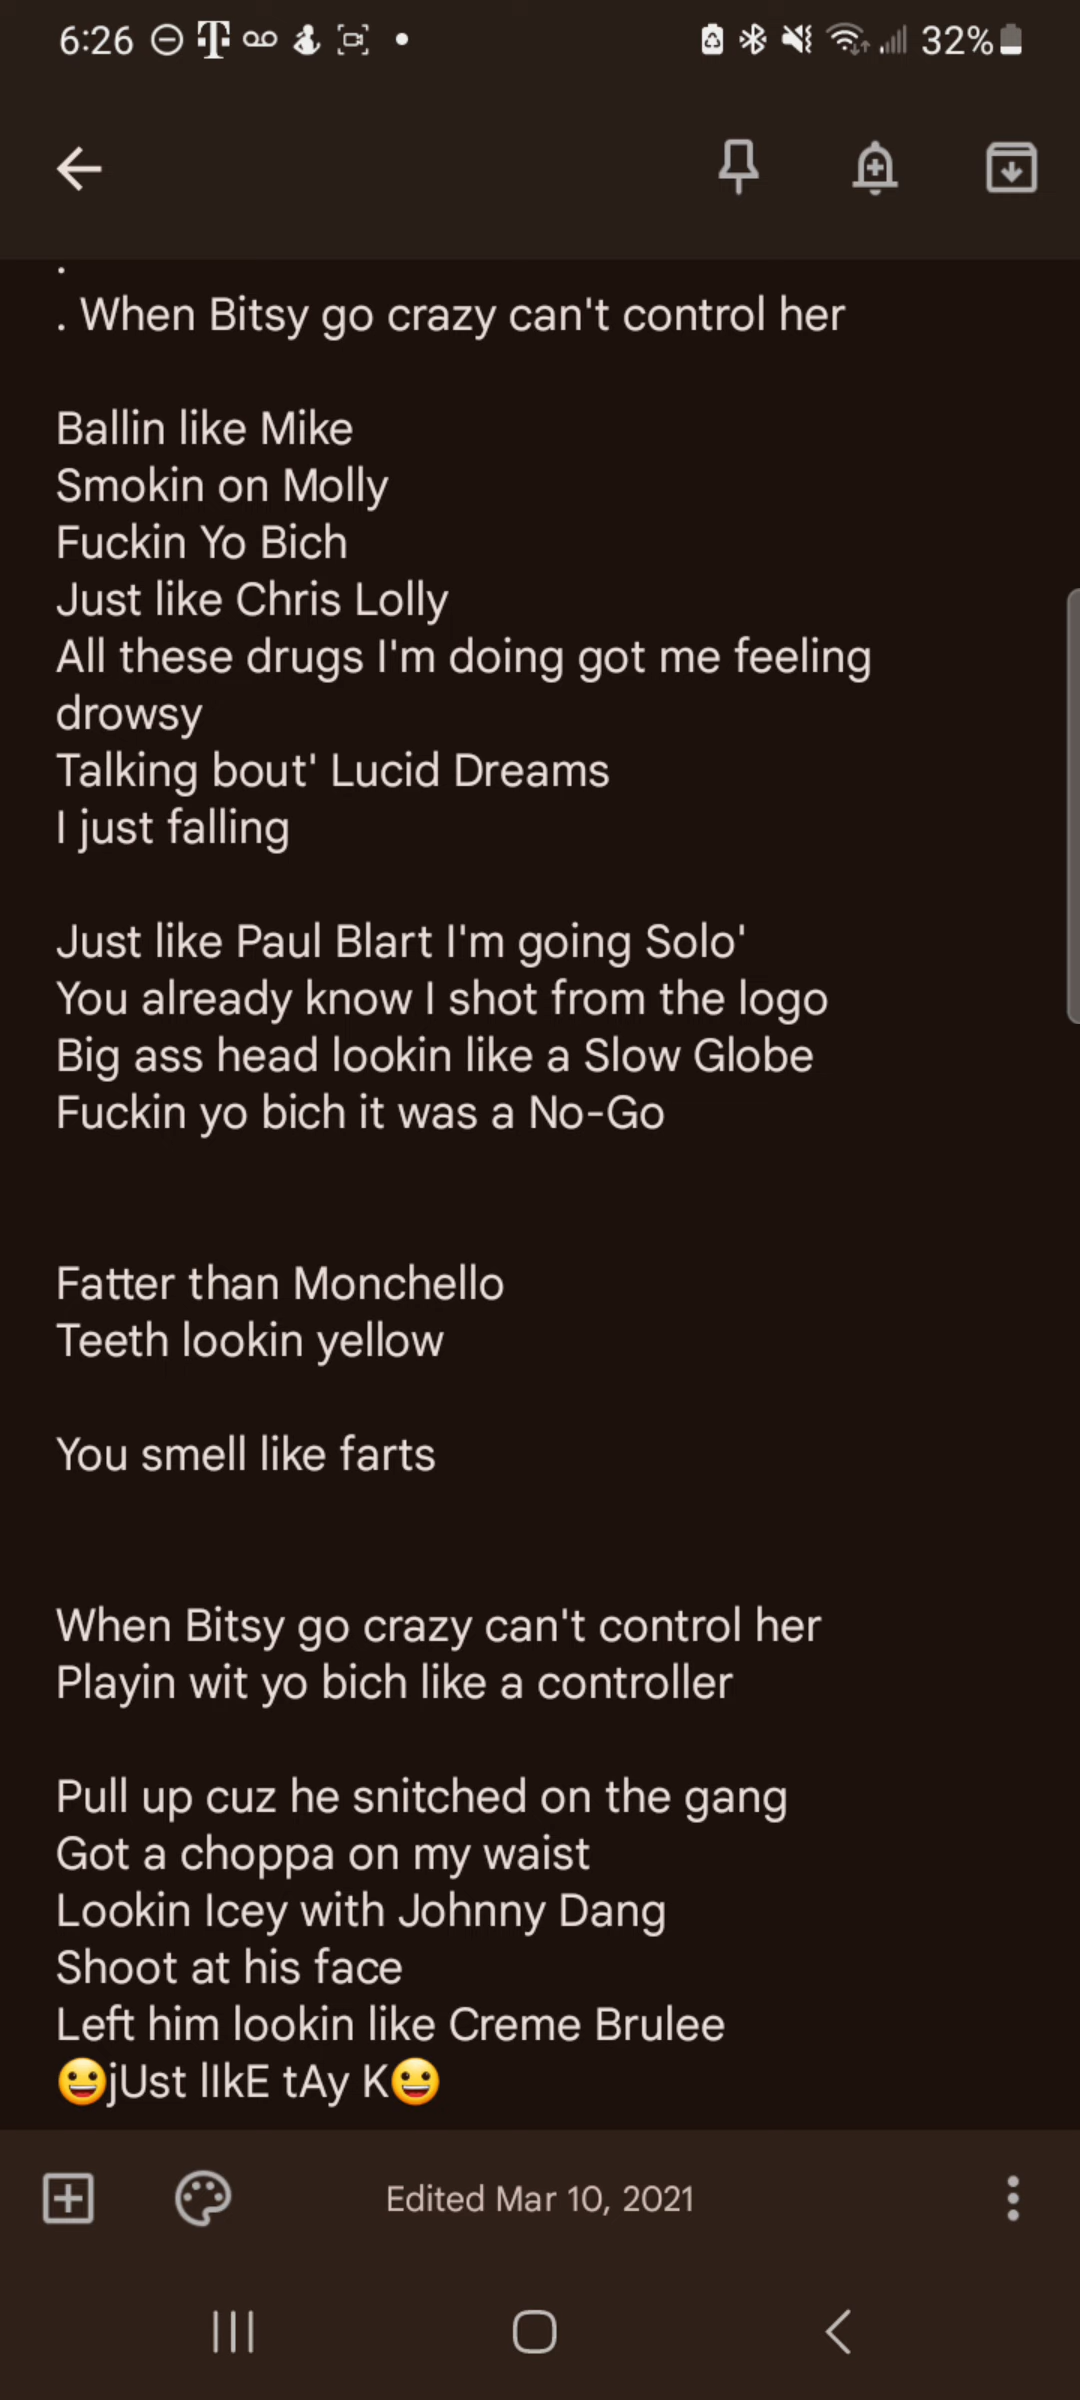 6:26 32%
.
. When Bitsy go crazy can't control her
Ballin like Mike
Smokin on Molly
Fuckin Yo Bich
Just like Chris Lolly
All these drugs I'm doing got me feeling
drowsy
Talking bout' Lucid Dreams
I just falling
Just like Paul Blart I'm going Solo'
You already know I shot from the logo
Big ass head lookin like a Slow Globe
Fuckin yo bich it was a No-Go
Fatter than Monchello
Teeth lookin yellow
You smell like farts
When Bitsy go crazy can't control her
Playin wit yo bich like a controller
Pull up cuz he snitched on the gang
Got a choppa on my waist
Lookin Icey with Johnny Dang
Shoot at his face
Left him lookin like Creme Brulee
😀jUst lIkE tAy K😀
Edited Mar 10, 2021